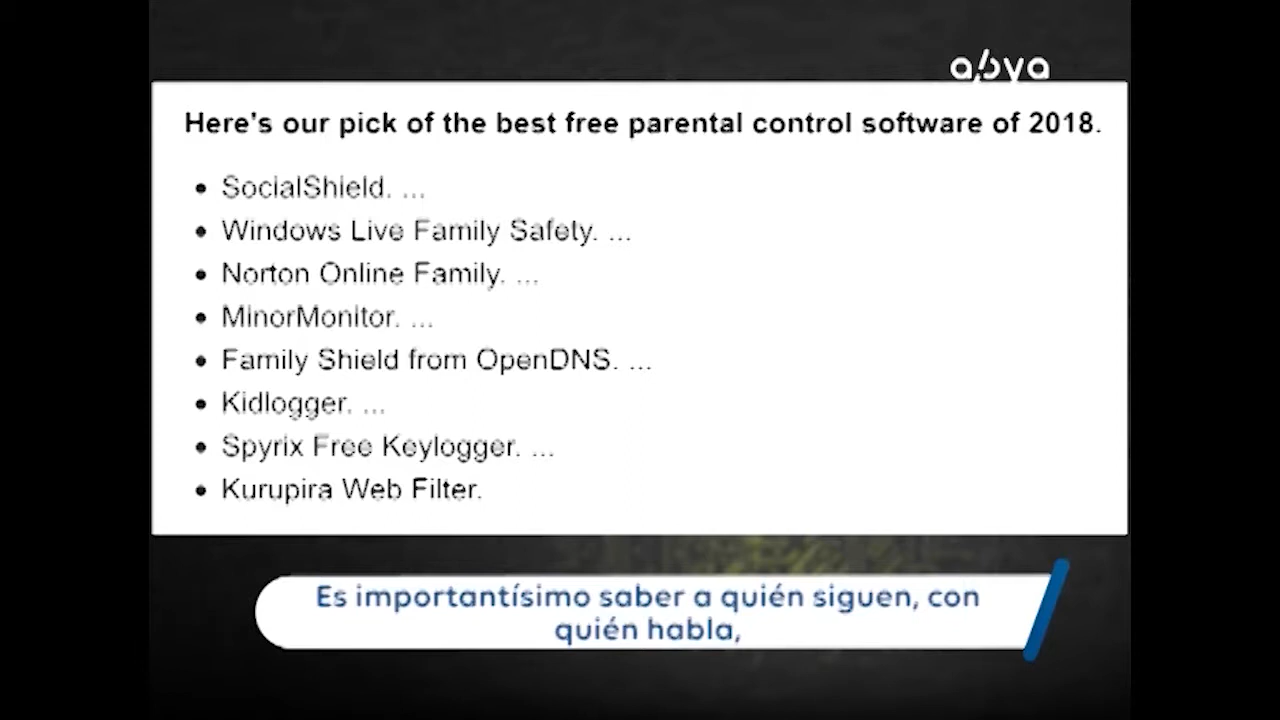 abya
Here's our pick of the best free parental control software of 2018.
• SocialShield. ...
• Windows Live Family Safety. ...
• Norton Online Family. ...
• MinorMonitor. ...
• Family Shield from OpenDNS. ...
• Kidlogger. ...
• Spyrix Free Keylogger. ...
• Kurupira Web Filter.
Es importantísimo saber a quién siguen, con
quién habla,